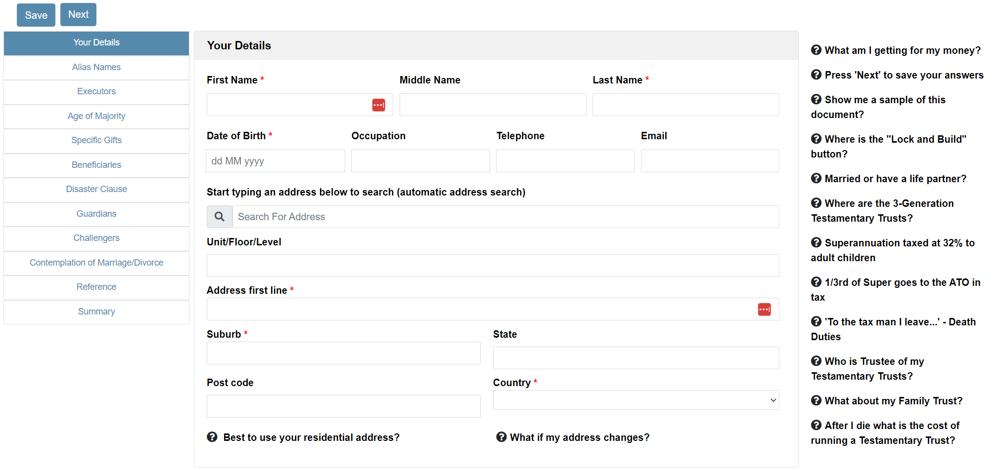 Save Next
Your Details
Alias Names
Executors
Age of Majority
Specific Gifts
Beneficiaries
Disaster Clause
Guardians
Challengers
Contemplation of Marriage/Divorce
Reference
Summary
Your Details
First Name * Middle Name Last Name *
Date of Birth * Occupation Telephone Email
dd MM yyyy
Start typing an address below to search (automatic address search)
Search For Address
Unit/Floor/Level
Address first line *
Suburb * State
Post code Country *
Best to use your residential address? What if my address changes?
What am I getting for my money?
Press 'Next' to save your answers
Show me a sample of this
document?
Where is the "Lock and Build"
button?
Married or have a life partner?
Where are the 3-Generation
Testamentary Trusts?
Superannuation taxed at 32% to
adult children
1/3rd of Super goes to the ATO in
tax
'To the tax man I leave...' - Death
Duties
Who is Trustee of my
Testamentary Trusts?
What about my Family Trust?
After I die what is the cost of
running a Testamentary Trust?